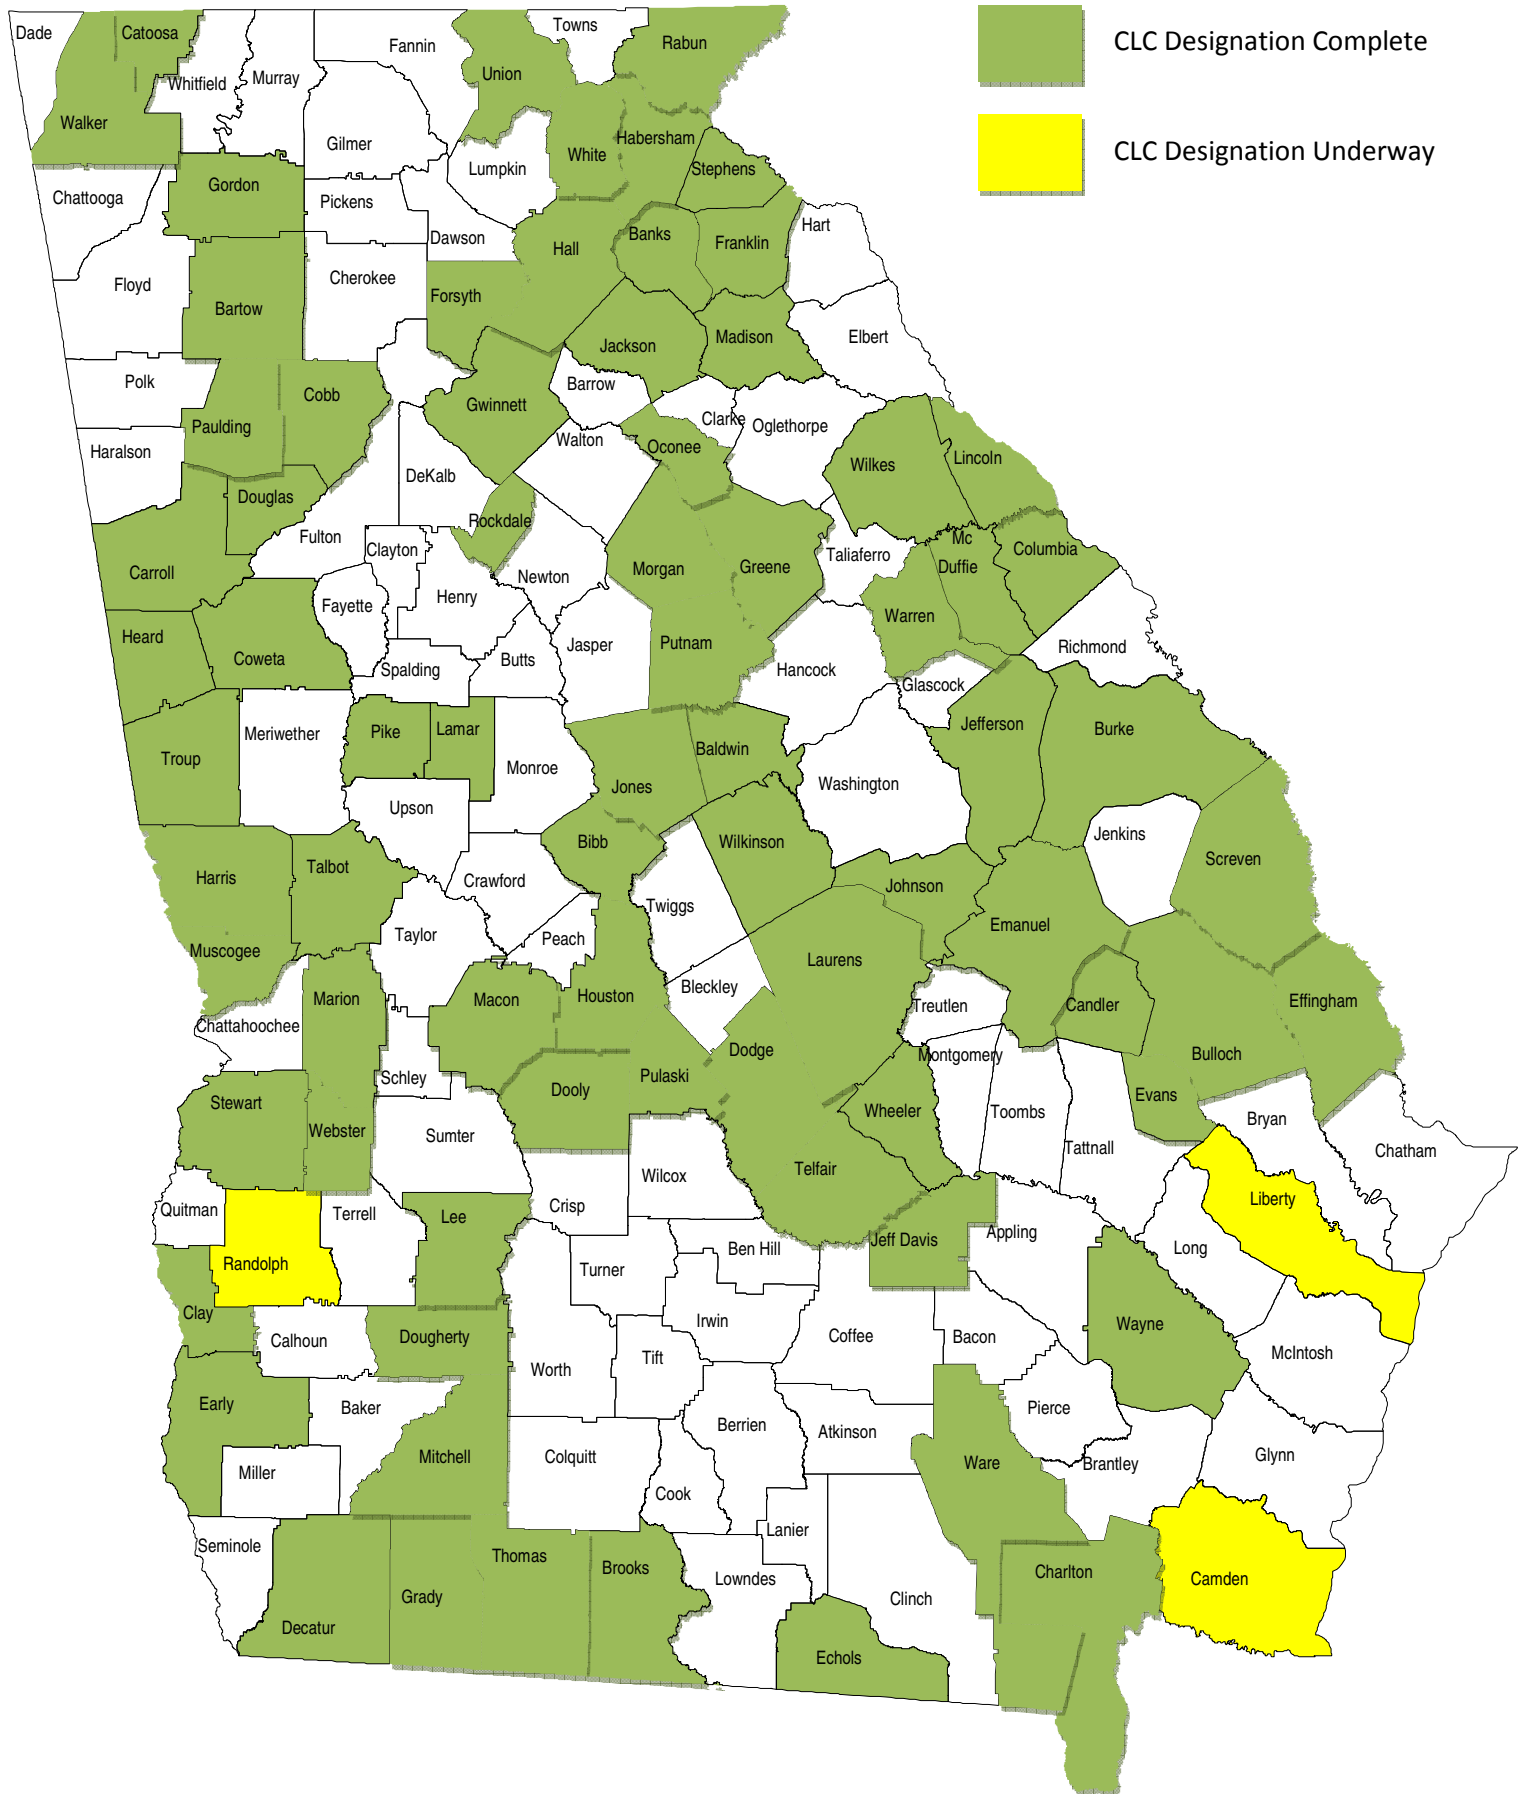 CLC Designation Complete
CLC Designation Underway
Dade
Catoosa
Whitfield
Murray
Fannin
Towns
Union
Rabun
Walker
Gilmer
Lumpkin
White
Habersham
Stephens
Chattooga
Gordon
Pickens
Dawson
Hall
Banks
Franklin
Hart
Floyd
Bartow
Cherokee
Forsyth
Jackson
Madison
Elbert
Polk
Paulding
Cobb
Gwinnett
Barrow
Clarke
Oglethorpe
Haralson
Douglas
DeKalb
Walton
Oconee
Wilkes
Lincoln
Rockdale
Fulton
Clayton
Carroll
Fayette
Henry
Newton
Morgan
Greene
Taliaferro
Mc
Duffie
Columbia
Heard
Coweta
Spalding
Butts
Jasper
Putnam
Hancock
Warren
Glascock
Richmond
Troup
Meriwether
Pike
Lamar
Monroe
Jones
Baldwin
Washington
Jefferson
Burke
Upson
Bibb
Wilkinson
Jenkins
Screven
Harris
Talbot
Crawford
Twiggs
Johnson
Emanuel
Muscogee
Taylor
Peach
Laurens
Marion
Macon
Houston
Bleckley
Treutlen
Candler
Effingham
Chattahoochee
Schley
Dooly
Pulaski
Dodge
Montgomery
Bulloch
Stewart
Webster
Sumter
Wheeler
Toombs
Tattnall
Evans
Bryan
Chatham
Quitman
Randolph
Terrell
Lee
Crisp
Wilcox
Telfair
Jeff Davis
Appling
Long
Liberty
Clay
Calhoun
Dougherty
Turner
Ben Hill
Irwin
Coffee
Bacon
Wayne
McIntosh
Early
Baker
Worth
Tift
Berrien
Atkinson
Pierce
Brantley
Glynn
Miller
Mitchell
Colquitt
Cook
Lanier
Ware
Seminole
Decatur
Grady
Thomas
Brooks
Lowndes
Echols
Clinch
Charlton
Camden